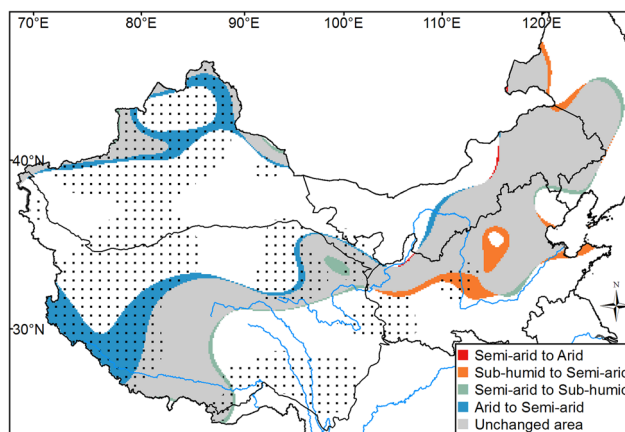 70°E 80°E 90°E 100°E 110°E 120°E
40°N
30°N
N
Semi-arid to Arid
Sub-humid to Semi-arid
Semi-arid to Sub-humid
Arid to Semi-arid
Unchanged area